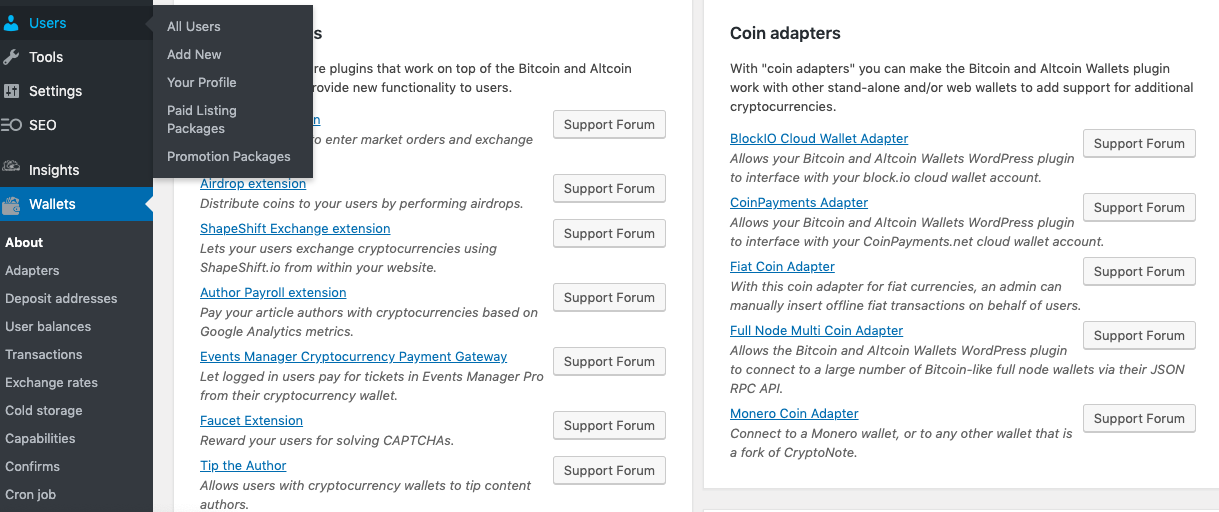 Users
Tools
Settings
SEO
Insights
Wallets
About
Adapters
Deposit addresses
User balances
Transactions
Exchange rates
Cold storage
Capabilities
Confirms
Cron job
All Users
Add New
Your Profile
Paid Listing
Packages
Promotion Packages
s
re plugins that work on top of the Bitcoin and Altcoin
rovide new functionality to users.
n
Support Forum
o enter market orders and exchange
Airdrop extension
Support Forum
Distribute coins to your users by performing airdrops.
ShapeShift Exchange extension
Support Forum
Lets your users exchange cryptocurrencies using
ShapeShift.io from within your website.
Author Payroll extension
Support Forum
Pay your article authors with cryptocurrencies based on
Google Analytics metrics.
Events Manager Cryptocurrency Payment Gateway
Support Forum
Let logged in users pay for tickets in Events Manager Pro
from their cryptocurrency wallet.
Faucet Extension
Support Forum
Reward your users for solving CAPTCHAs.
Tip the Author
Support Forum
Allows users with cryptocurrency wallets to tip content
authors.
Coin adapters
With "coin adapters" you can make the Bitcoin and Altcoin Wallets plugin
work with other stand-alone and/or web wallets to add support for additional
cryptocurrencies.
BlockIO Cloud Wallet Adapter
Support Forum
Allows your Bitcoin and Altcoin Wallets WordPress plugin
to interface with your block.io cloud wallet account.
CoinPayments Adapter
Support Forum
Allows your Bitcoin and Altcoin Wallets WordPress plugin
to interface with your CoinPayments.net cloud wallet account.
Fiat Coin Adapter
Support Forum
With this coin adapter for fiat currencies, an admin can
manually insert offline fiat transactions on behalf of users.
Full Node Multi Coin Adapter
Support Forum
Allows the Bitcoin and Altcoin Wallets WordPress plugin
to connect to a large number of Bitcoin-like full node wallets via their JSON
RPC API.
Monero Coin Adapter
Support Forum
Connect to a Monero wallet, or to any other wallet that is
a fork of CryptoNote.